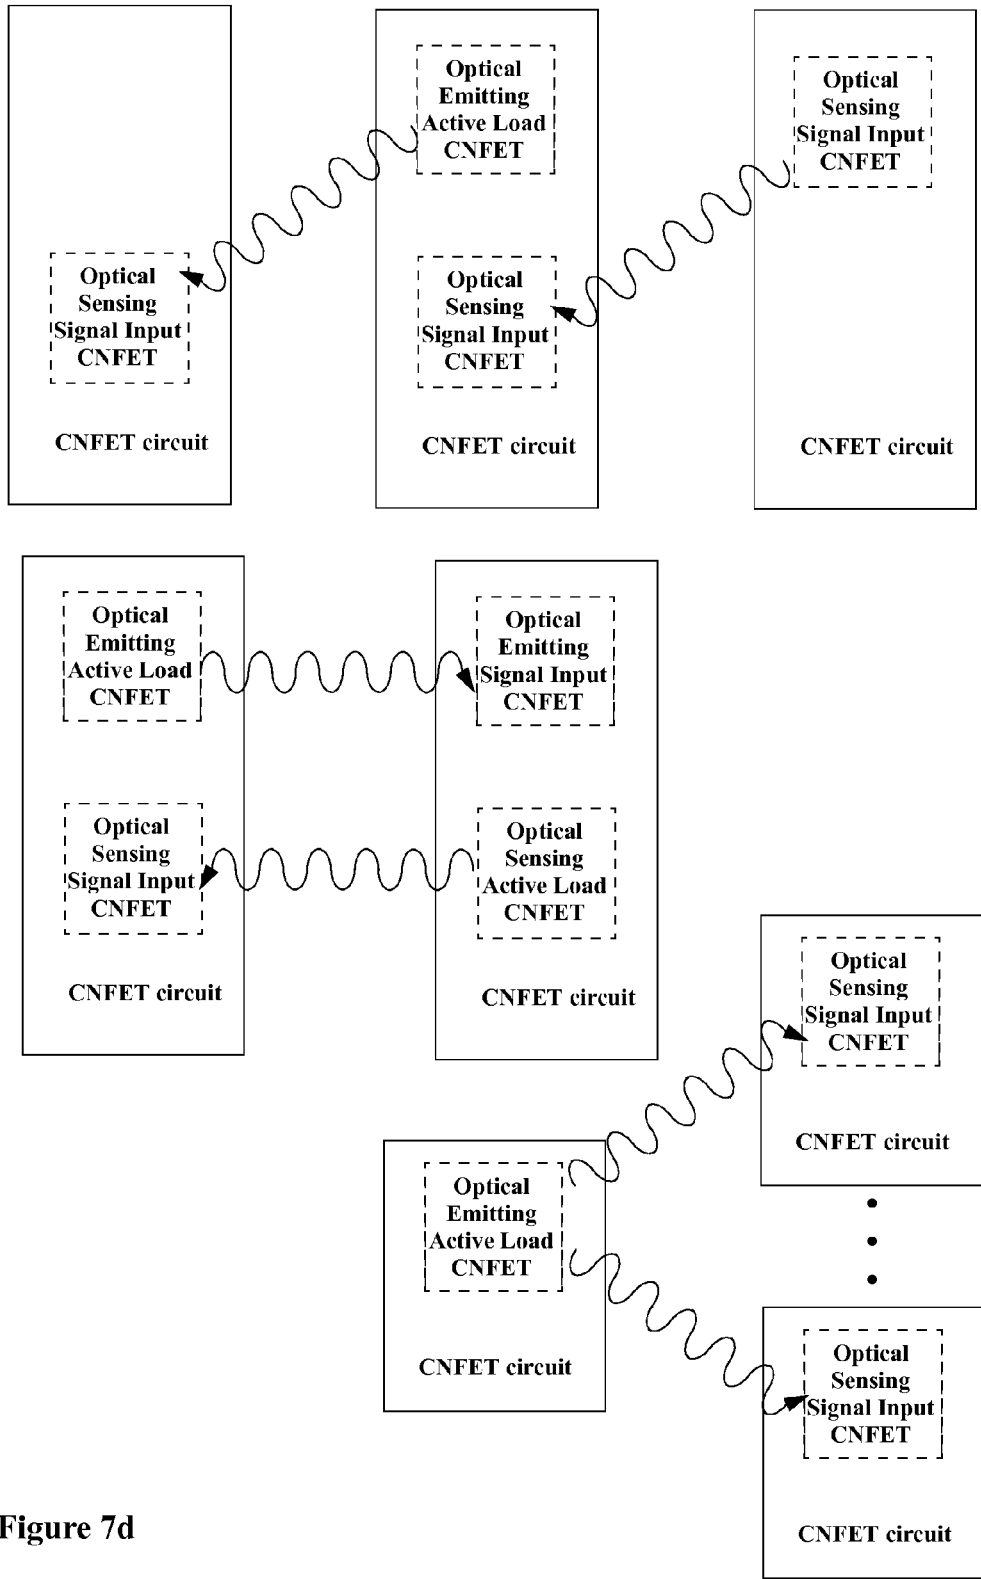 Optical
Emitting
Active Load
CNFET
Optical
Sensing
Signal Input
CNFET
Optical
Sensing
Signal Input
CNFET
Optical
Sensing
Signal Input
CNFET
CNFET circuit
CNFET circuit
CNFET circuit
Optical
Emitting
Active Load
CNFET
Optical
Emitting
Signal Input
CNFET
Optical
Sensing
Signal Input
CNFET
Optical
Sensing
Active Load
CNFET
CNFET circuit
CNFET circuit
Optical
Sensing
Signal Input
CNFET
CNFET circuit
Optical
Emitting
Active Load
CNFET
CNFET circuit
Optical
Sensing
Signal Input
CNFET
CNFET circuit
Figure 7d